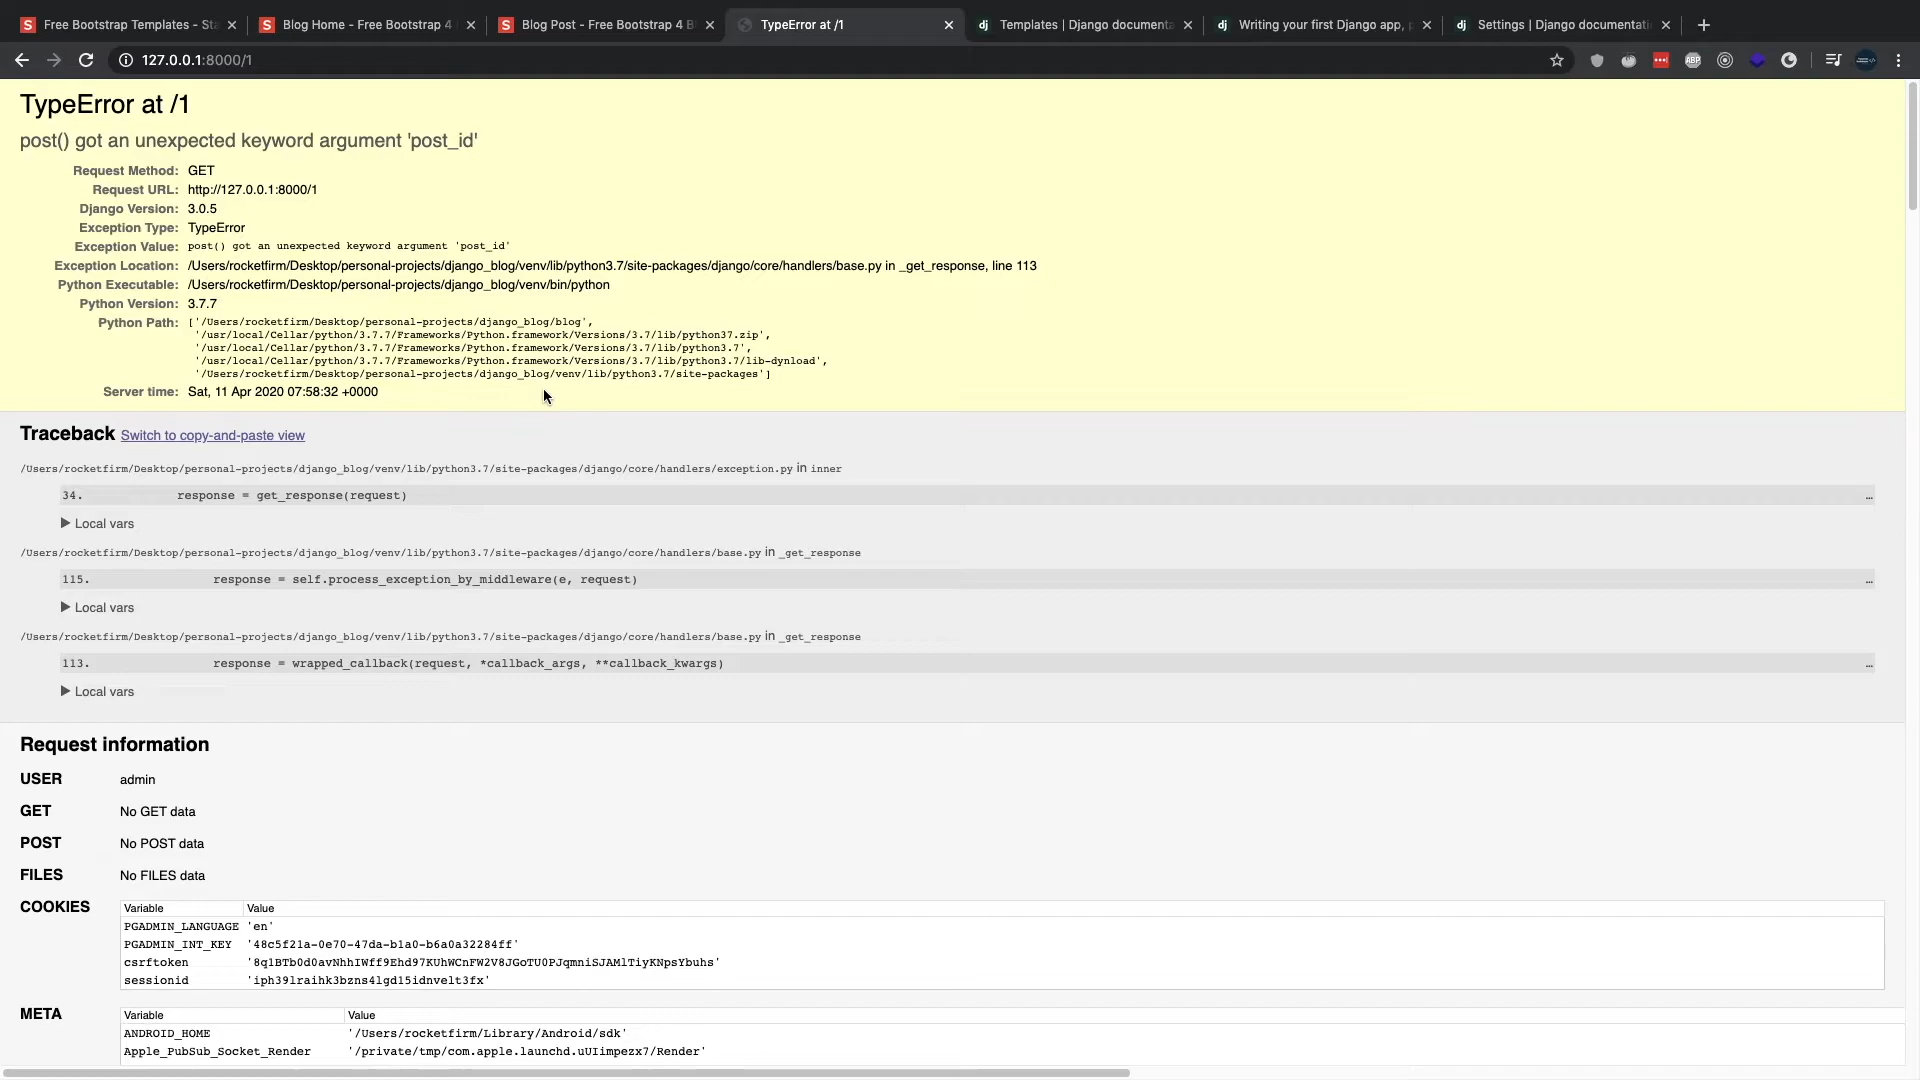 Free Bootstrap Templates - Sta
Blog Home - Free Bootstrap 4
Blog Post - Free Bootstrap 4 B
TypeError at /1
Templates | Django documenta
Writing your first Django app, p
Settings | Django documentati
127.0.0.1:8000/1
TypeError at /1
post() got an unexpected keyword argument 'post_id'
Request Method: GET
Request URL: http://127.0.0.1:8000/1
Django Version: 3.0.5
Exception Type: TypeError
Exception Value: post() got an unexpected keyword argument 'post_id'
Exception Location: /Users/rocketfirm/Desktop/personal-projects/django_blog/venv/lib/python3.7/site-packages/django/core/handlers/base.py in _get_response, line 113
Python Executable: /Users/rocketfirm/Desktop/personal-projects/django_blog/venv/bin/python
Python Version: 3.7.7
Python Path: ['/Users/rocketfirm/Desktop/personal-projects/django_blog/blog',
'/usr/local/Cellar/python/3.7.7/Frameworks/Python.framework/Versions/3.7/lib/python37.zip',
'/usr/local/Cellar/python/3.7.7/Frameworks/Python.framework/Versions/3.7/lib/python3.7',
'/usr/local/Cellar/python/3.7.7/Frameworks/Python.framework/Versions/3.7/lib/python3.7/lib-dynload',
'/Users/rocketfirm/Desktop/personal-projects/django_blog/venv/lib/python3.7/site-packages']
Server time: Sat, 11 Apr 2020 07:58:32 +0000
Traceback Switch to copy-and-paste view
/Users/rocketfirm/Desktop/personal-projects/django_blog/venv/lib/python3.7/site-packages/django/core/handlers/exception.py in inner
34. response = get_response(request) …
▶ Local vars
/Users/rocketfirm/Desktop/personal-projects/django_blog/venv/lib/python3.7/site-packages/django/core/handlers/base.py in _get_response
115. response = self.process_exception_by_middleware(e, request) …
▶ Local vars
/Users/rocketfirm/Desktop/personal-projects/django_blog/venv/lib/python3.7/site-packages/django/core/handlers/base.py in _get_response
113. response = wrapped_callback(request, *callback_args, **callback_kwargs) …
▶ Local vars
Request information
USER admin
GET No GET data
POST No POST data
FILES No FILES data
COOKIES Variable Value
PGADMIN_LANGUAGE 'en'
PGADMIN_INT_KEY '48c5f21a-0e70-47da-b1a0-b6a0a32284ff'
csrftoken '8q1BTb0d0avNhhIWff9Ehd97KUhWCnFW2V8JGoTU0PJqmniSJAMlTiyKNpsYbuhs'
sessionid 'iph39lraihk3bzns4lgd15idnvelt3fx'
META Variable Value
ANDROID_HOME '/Users/rocketfirm/Library/Android/sdk'
Apple_PubSub_Socket_Render '/private/tmp/com.apple.launchd.uUIimpezx7/Render'